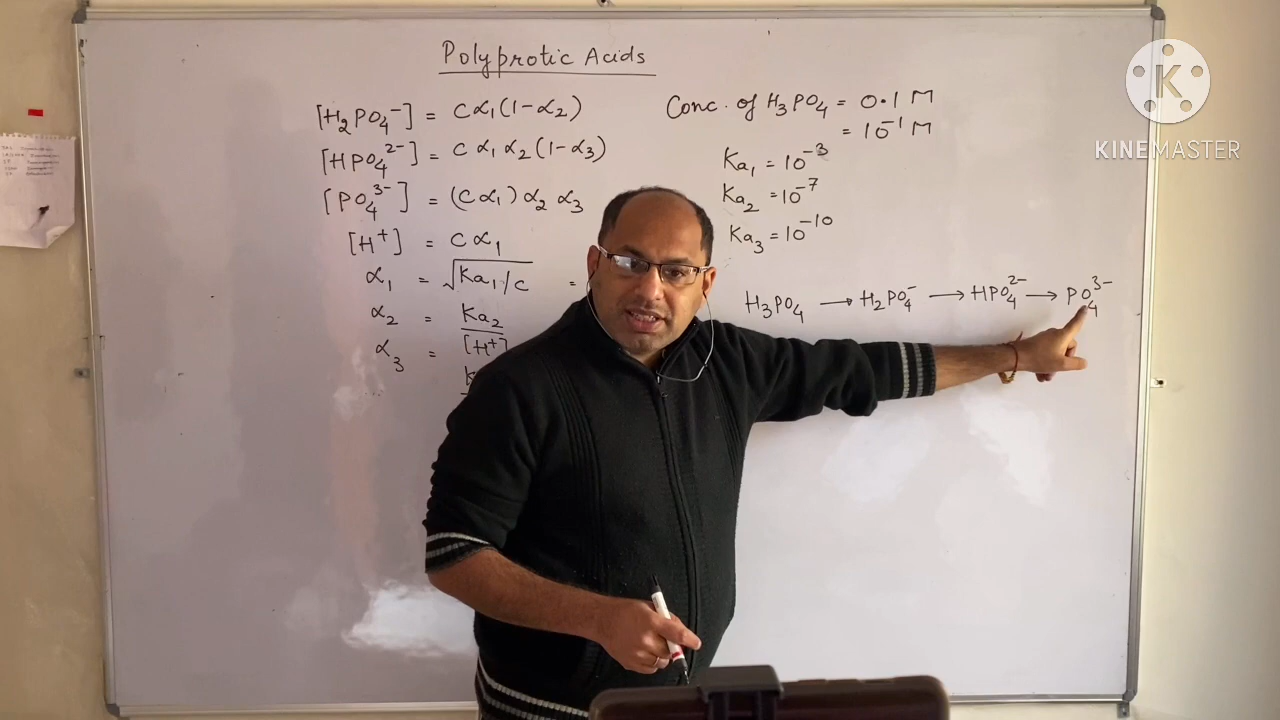 Polyprotic Acids
[H₂PO₄⁻] = Cα₁(1-α₂)
[HPO₄²⁻] = Cα₁α₂(1-α₃)
[PO₄³⁻] = (Cα₁)α₂α₃
[H⁺] = Cα₁
α₁ = √Ka₁/c =
α₂ = Ka₂/[H⁺]
α₃ =
Conc. of H₃PO₄ = 0.1 M
= 10⁻¹ M
Ka₁ = 10⁻³
Ka₂ = 10⁻⁷
Ka₃ = 10⁻¹⁰
H₃PO₄ → H₂PO₄⁻ → HPO₄²⁻ → PO₄³⁻
K
KINEMASTER